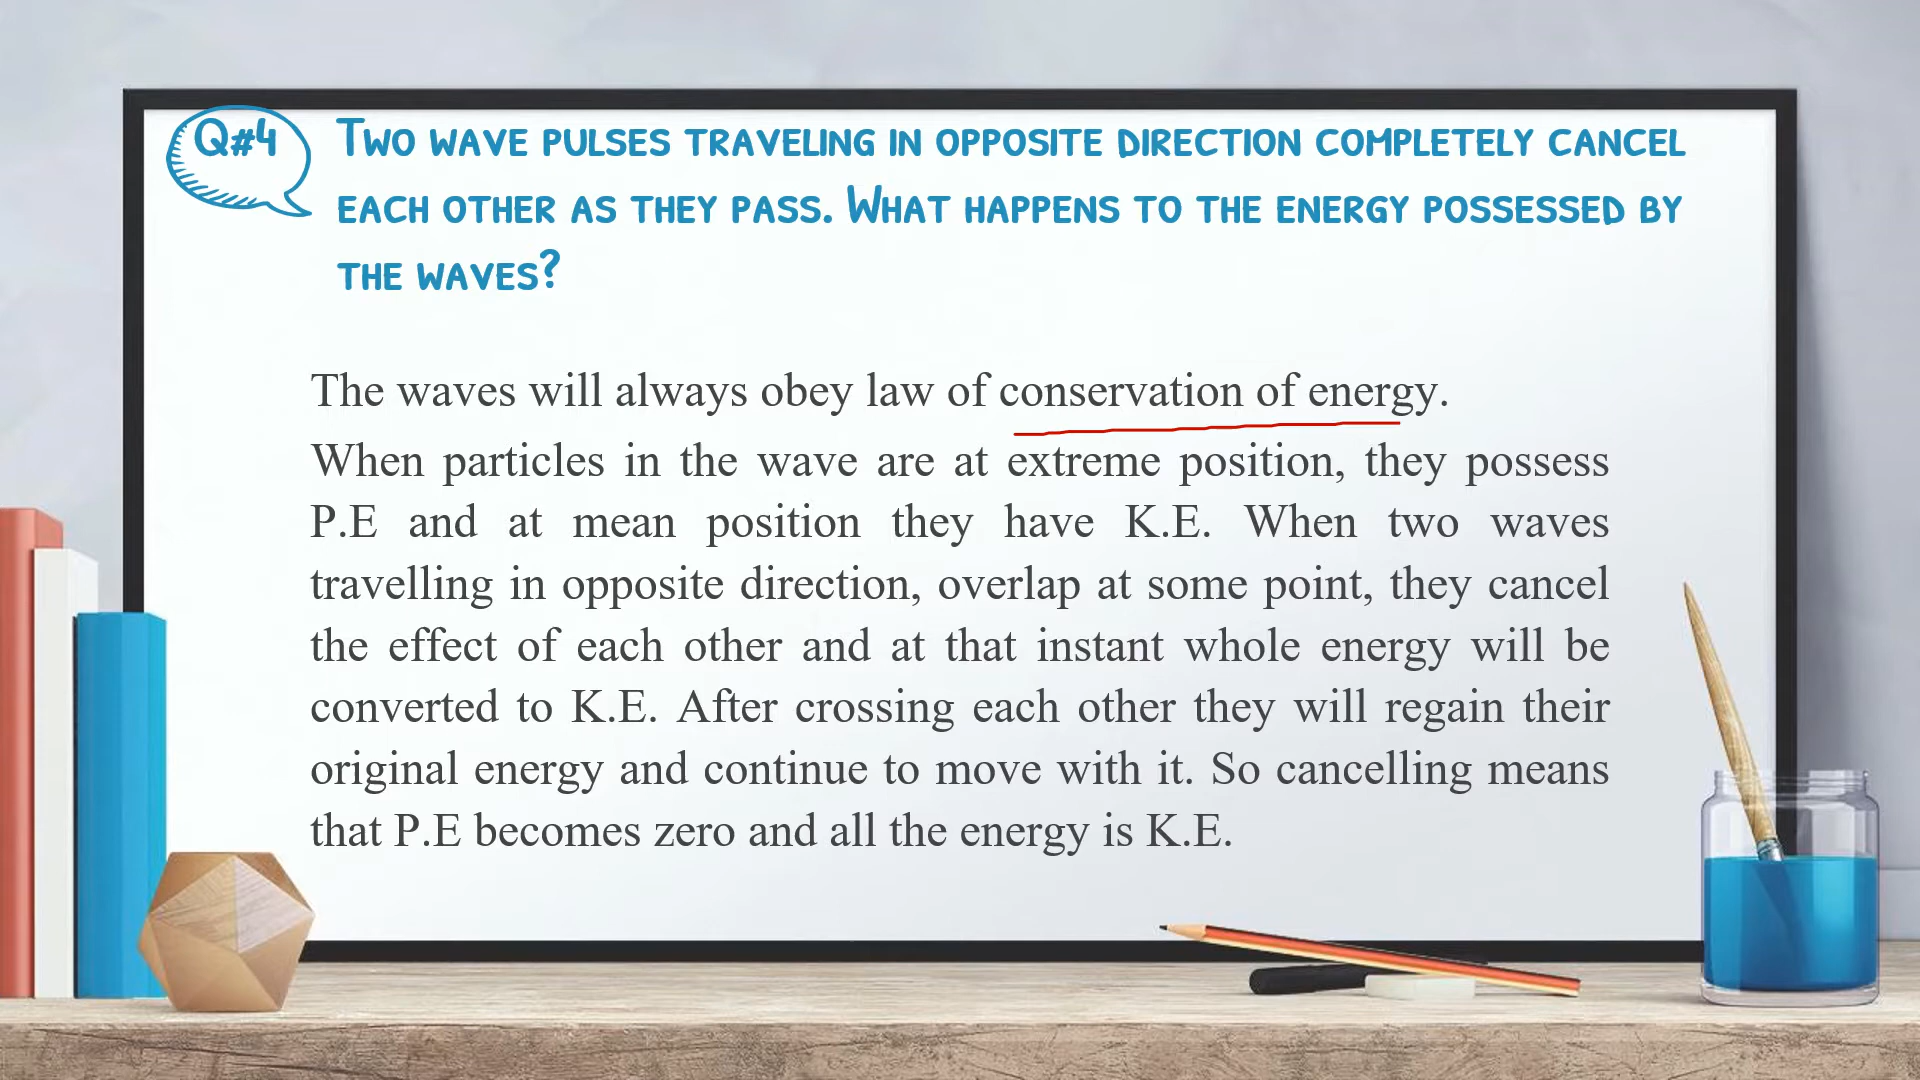 Q#4
Two wave pulses traveling in opposite direction completely cancel
each other as they pass. What happens to the energy possessed by
the waves?
The waves will always obey law of conservation of energy.
When particles in the wave are at extreme position, they possess
P.E and at mean position they have K.E. When two waves
travelling in opposite direction, overlap at some point, they cancel
the effect of each other and at that instant whole energy will be
converted to K.E. After crossing each other they will regain their
original energy and continue to move with it. So cancelling means
that P.E becomes zero and all the energy is K.E.